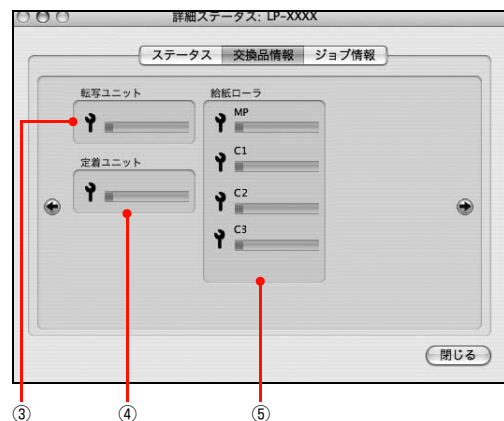 詳細ステータス: LP-XXXX
ステータス 交換品情報 ジョブ情報
転写ユニット
定着ユニット
給紙ローラ
MP
C1
C2
C3
閉じる
③ ④ ⑤